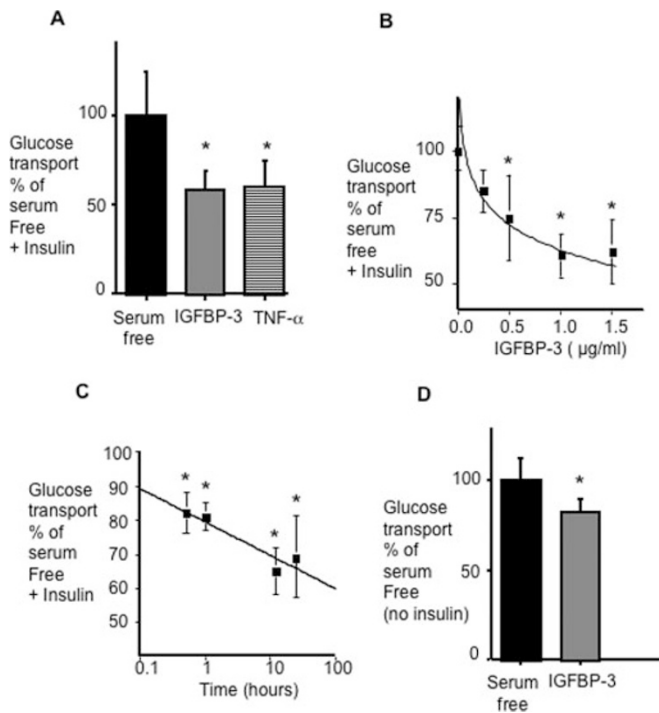 A
Glucose
transport
% of
serum
Free
+ Insulin
100
50
0
*
*
Serum
free
IGFBP-3
TNF-α
B
Glucose
transport
% of
serum
free
+ Insulin
100
75
50
*
*
*
0.0
0.5
1.0
1.5
IGFBP-3 ( µg/ml)
C
Glucose
transport
% of
serum
Free
+ Insulin
90
80
70
60
50
*
*
*
*
0.1
1
10
100
Time (hours)
D
Glucose
transport
% of
serum
Free
(no insulin)
100
50
0
*
Serum
free
IGFBP-3